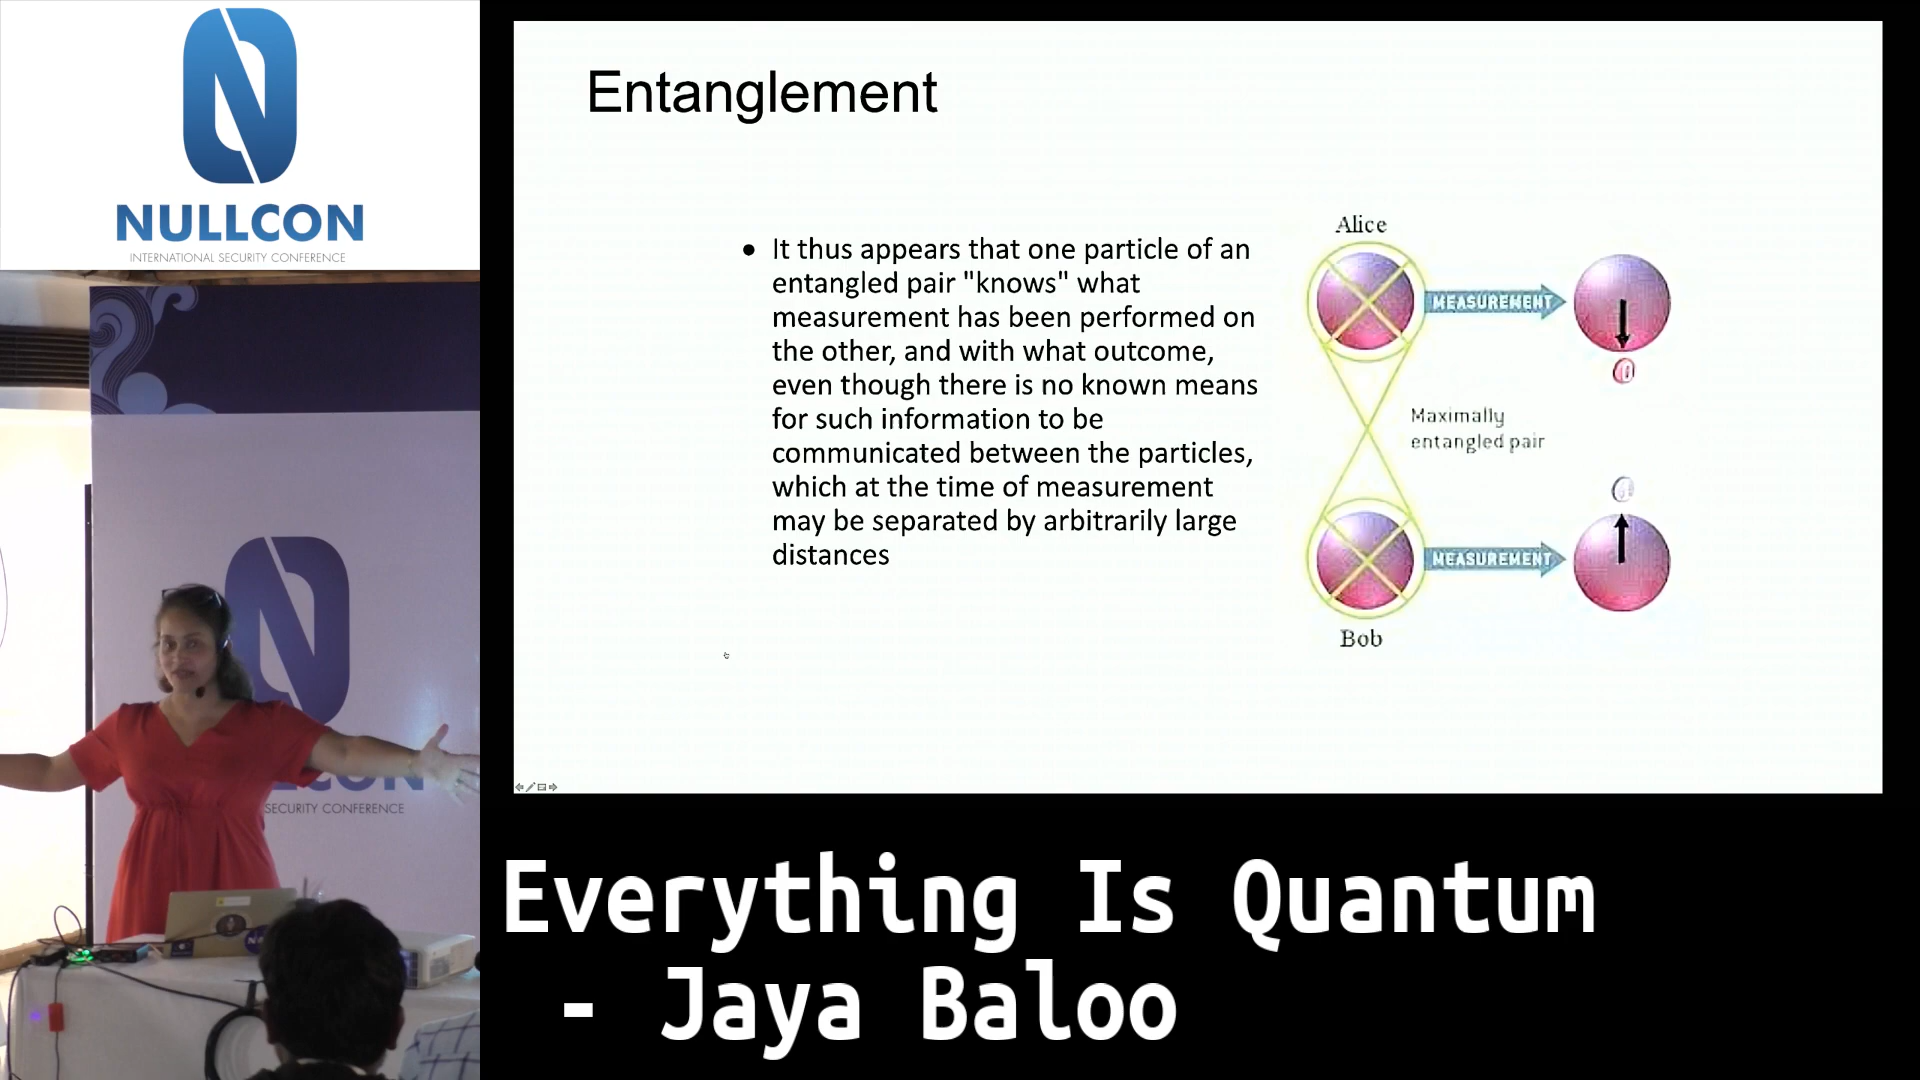 NULLCON
INTERNATIONAL SECURITY CONFERENCE
SECURITY CONFERENCE
Entanglement
• It thus appears that one particle of an
entangled pair "knows" what
measurement has been performed on
the other, and with what outcome,
even though there is no known means
for such information to be
communicated between the particles,
which at the time of measurement
may be separated by arbitrarily large
distances
Alice
MEASUREMENT
Maximally
entangled pair
MEASUREMENT
Bob
Everything Is Quantum
- Jaya Baloo